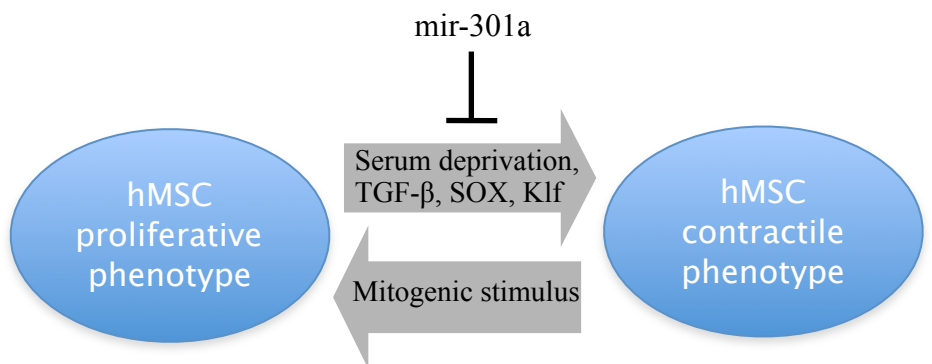 mir-301a
hMSC
proliferative
phenotype
Serum deprivation,
TGF-β, SOX, Klf
Mitogenic stimulus
hMSC
contractile
phenotype